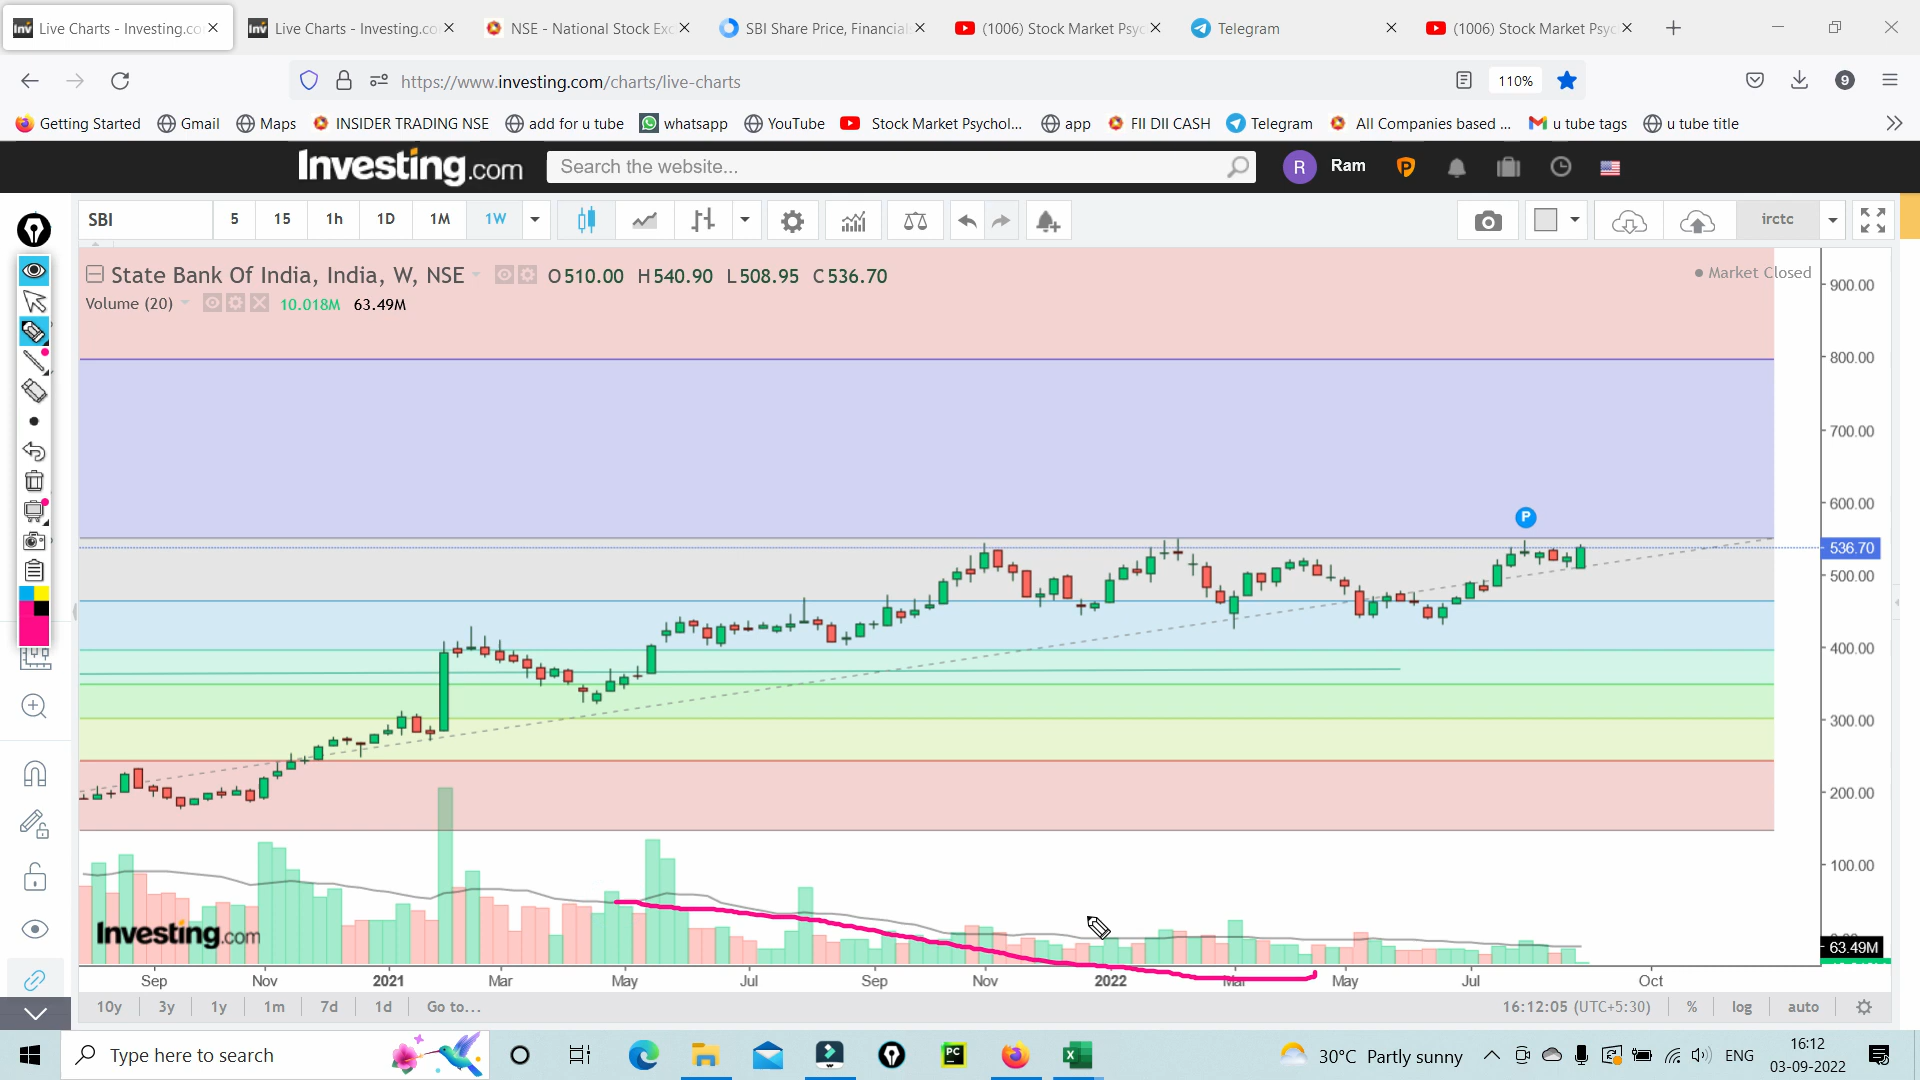 Live Charts - Investing.co
Live Charts - Investing.co
NSE - National Stock Exc
SBI Share Price, Financial
(1006) Stock Market Psyc
Telegram
(1006) Stock Market Psyc
https://www.investing.com/charts/live-charts
110%
9
Getting Started
Gmail
Maps
INSIDER TRADING NSE
add for u tube
whatsapp
YouTube
Stock Market Psychol...
app
FII DII CASH
Telegram
All Companies based ...
u tube tags
u tube title
Investing.com
Search the website...
R
Ram
SBI
5
15
1h
1D
1M
1W
irctc
State Bank Of India, India, W, NSE
O510.00 H540.90 L508.95 C536.70
Market Closed
Volume (20)
10.018M
63.49M
900.00
800.00
700.00
600.00
P
536.70
500.00
400.00
300.00
200.00
100.00
Investing.com
63.49M
Sep
Nov
2021
Mar
May
Jul
Sep
Nov
2022
Mar
May
Jul
Oct
10y
3y
1y
1m
7d
1d
Go to...
16:12:05 (UTC+5:30)
%
log
auto
Type here to search
PC
30°C Partly sunny
ENG
16:12
03-09-2022